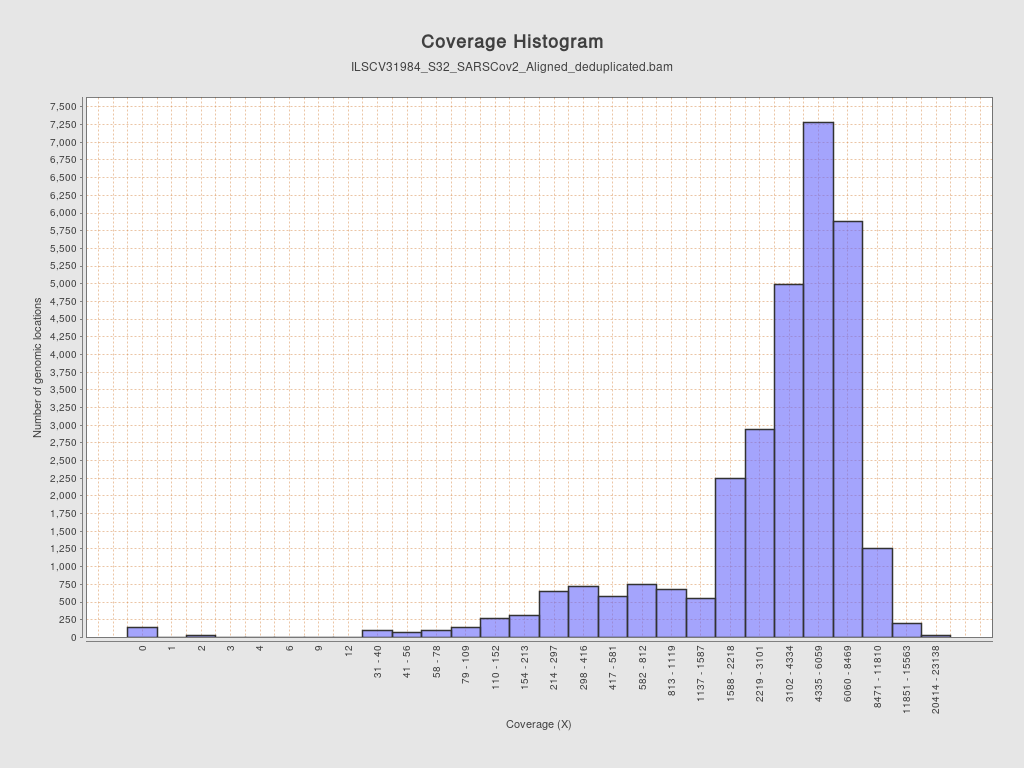 Coverage Histogram
ILSCV31984_S32_SARSCov2_Aligned_deduplicated.bam
Number of genomic locations
7,500
7,250
7,000
6,750
6,500
6,250
6,000
5,750
5,500
5,250
5,000
4,750
4,500
4,250
4,000
3,750
3,500
3,250
3,000
2,750
2,500
2,250
2,000
1,750
1,500
1,250
1,000
750
500
250
0
0
1
2
3
4
6
9
12
31 - 40
41 - 56
58 - 78
79 - 109
110 - 152
154 - 213
214 - 297
298 - 416
417 - 581
582 - 812
813 - 1119
1137 - 1587
1588 - 2218
2219 - 3101
3102 - 4334
4335 - 6059
6060 - 8469
8471 - 11810
11851 - 15563
20414 - 23138
Coverage (X)